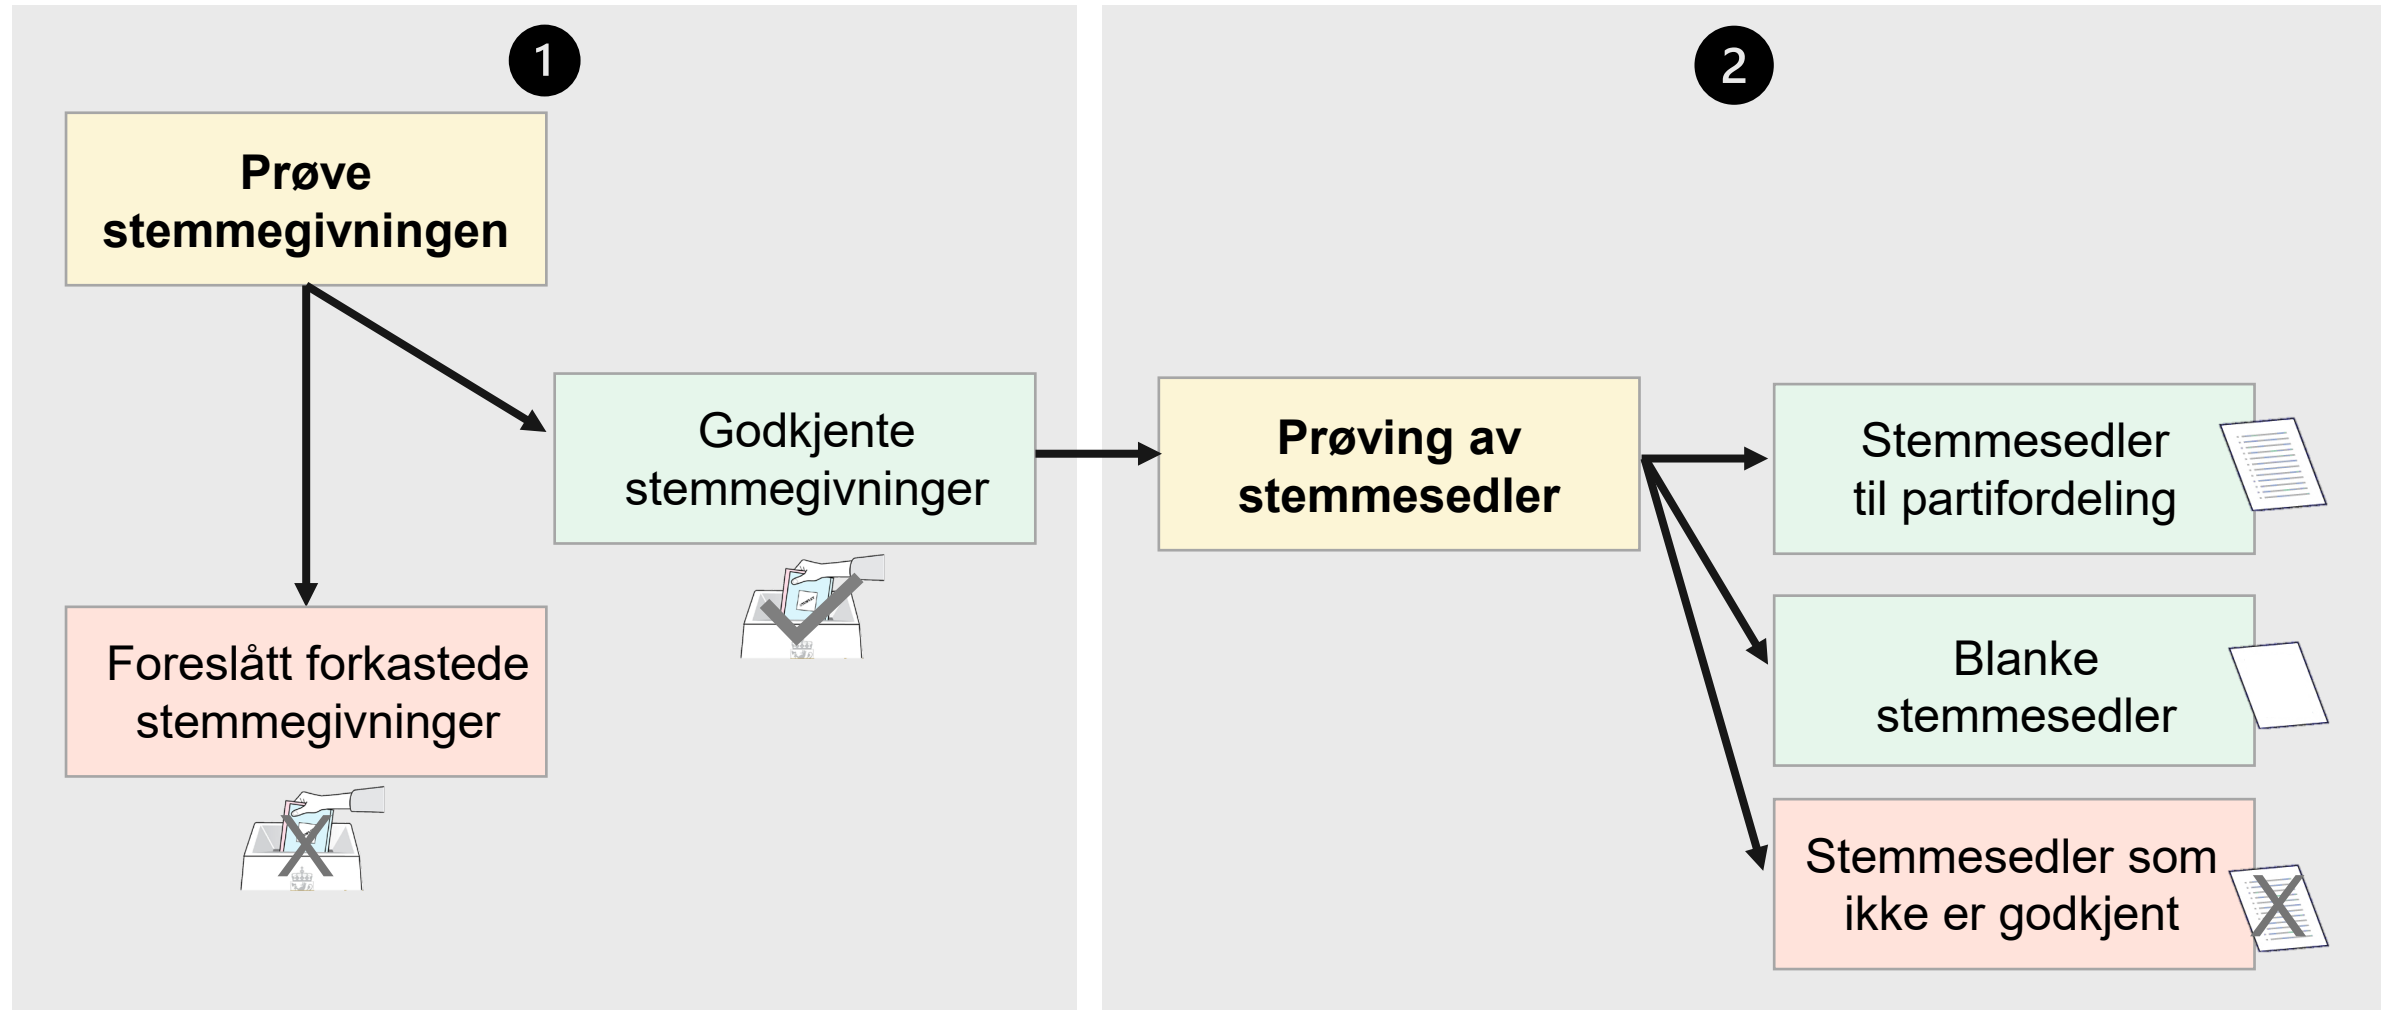 1
Prøve
stemmegivningen
Godkjente
stemmegivninger
Foreslått forkastede
stemmegivninger
2
Prøving av
stemmesedler
Stemmesedler
til partifordeling
Blanke
stemmesedler
Stemmesedler som
ikke er godkjent